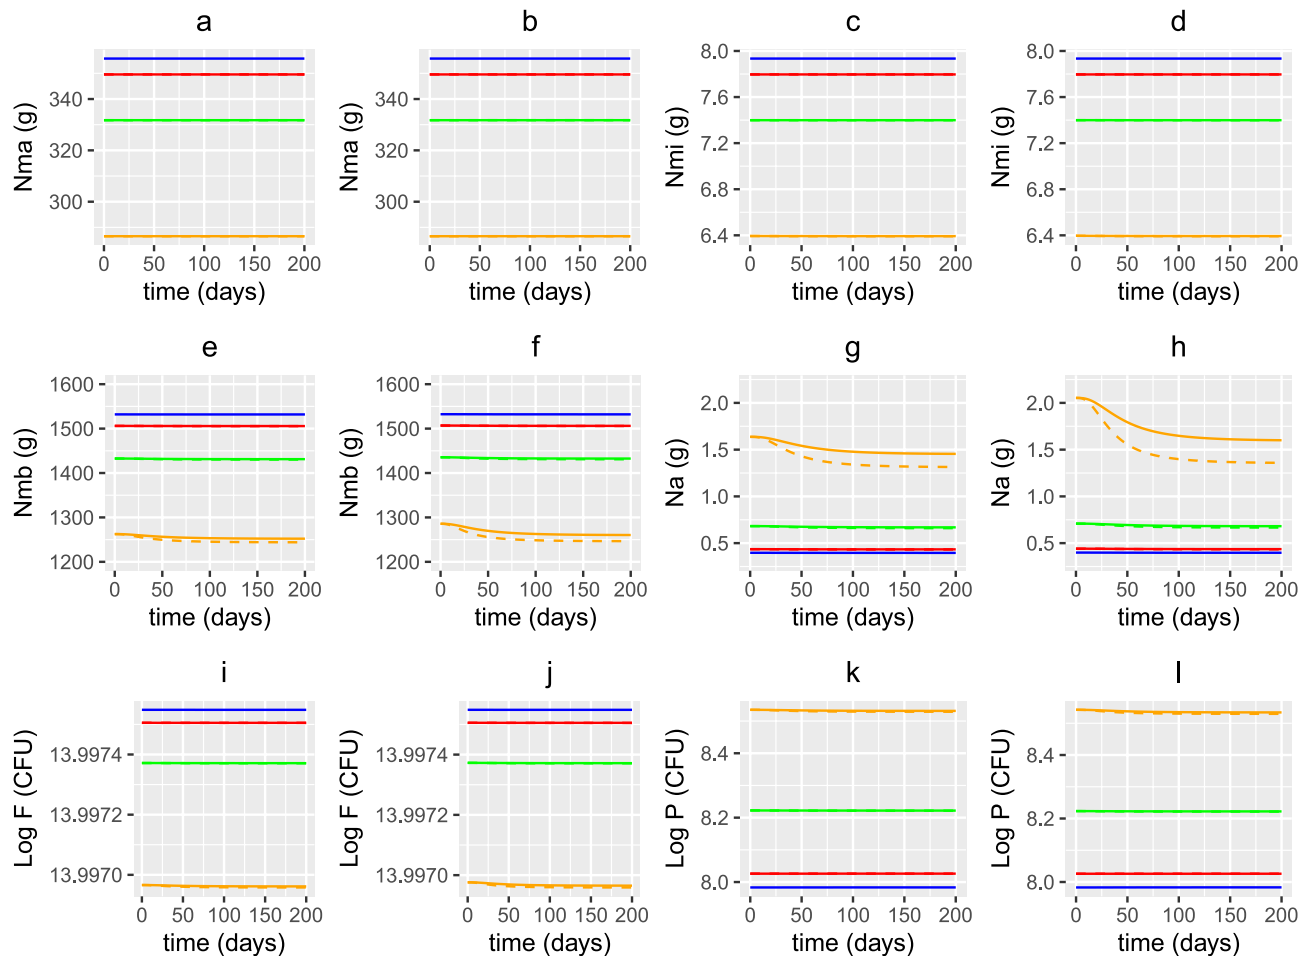 a
b
c
d
Nma (g)
340
320
300
0 50 100 150 200
time (days)
Nma (g)
340
320
300
0 50 100 150 200
time (days)
Nmi (g)
8.0
7.6
7.2
6.8
6.4
0 50 100 150 200
time (days)
Nmi (g)
8.0
7.6
7.2
6.8
6.4
0 50 100 150 200
time (days)
e
f
g
h
Nmb (g)
1600
1500
1400
1300
1200
0 50 100 150 200
time (days)
Nmb (g)
1600
1500
1400
1300
1200
0 50 100 150 200
time (days)
Na (g)
2.0
1.5
1.0
0.5
0 50 100 150 200
time (days)
Na (g)
2.0
1.5
1.0
0.5
0 50 100 150 200
time (days)
i
j
k
l
Log F (CFU)
13.9974
13.9972
13.9970
0 50 100 150 200
time (days)
Log F (CFU)
13.9974
13.9972
13.9970
0 50 100 150 200
time (days)
Log P (CFU)
8.4
8.2
8.0
0 50 100 150 200
time (days)
Log P (CFU)
8.4
8.2
8.0
0 50 100 150 200
time (days)